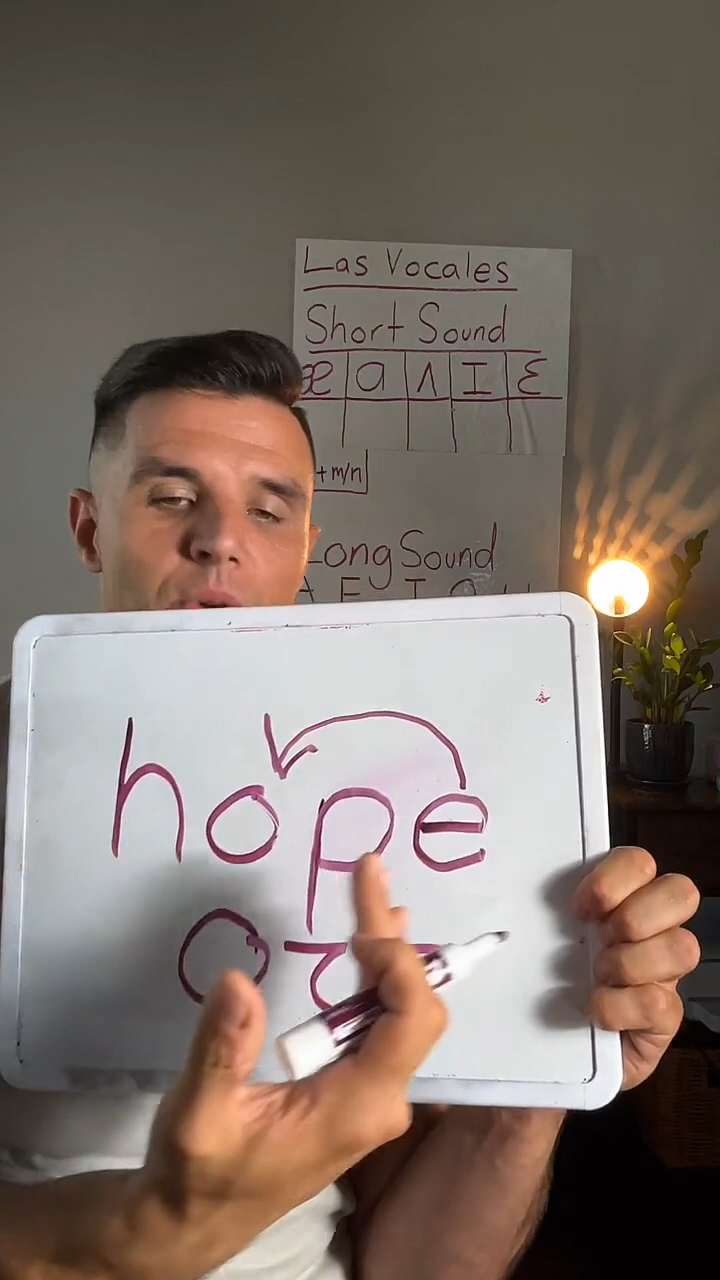 Las Vocales
Short Sound
æ a ʌ I ɛ
+m/n
Long Sound
A E I O U
hope